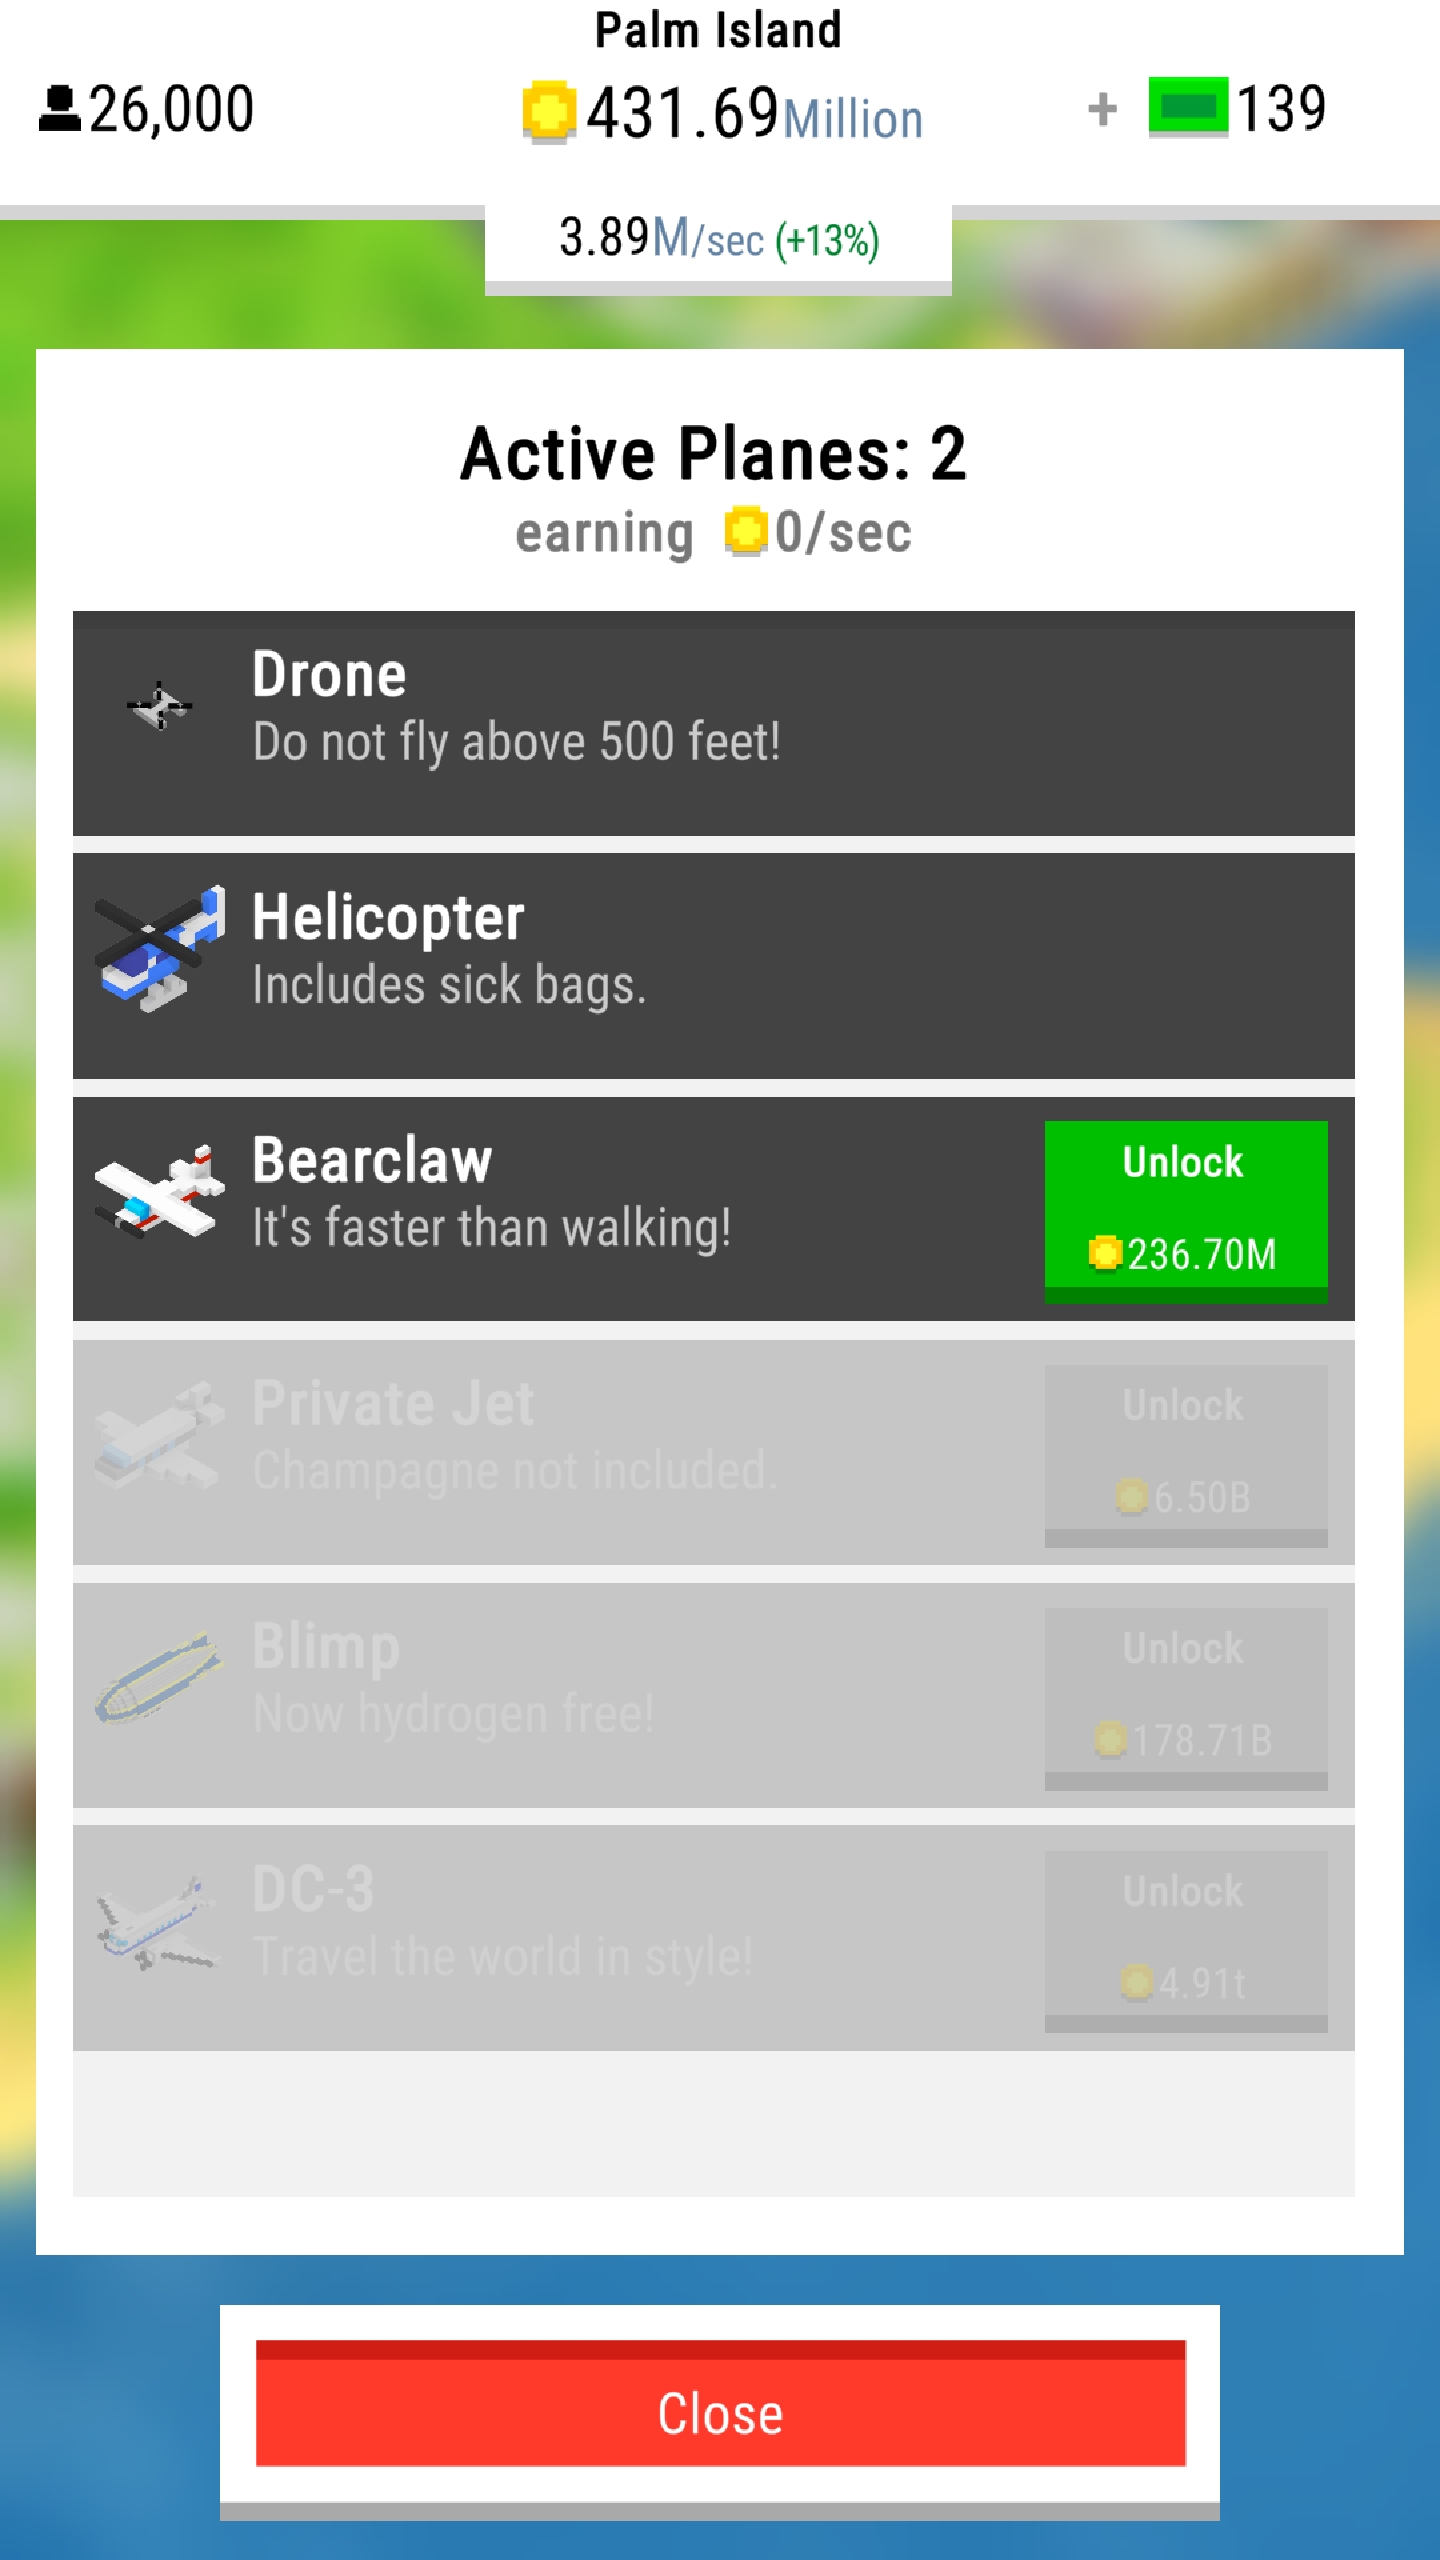 Palm Island
26,000
431.69Million
+ 139
3.89M/sec (+13%)
Active Planes: 2
earning 0/sec
Drone
Do not fly above 500 feet!
Helicopter
Includes sick bags.
Bearclaw
It's faster than walking!
Unlock
236.70M
Private Jet
Champagne not included.
Unlock
6.50B
Blimp
Now hydrogen free!
Unlock
178.71B
DC-3
Travel the world in style!
Unlock
4.91t
Close